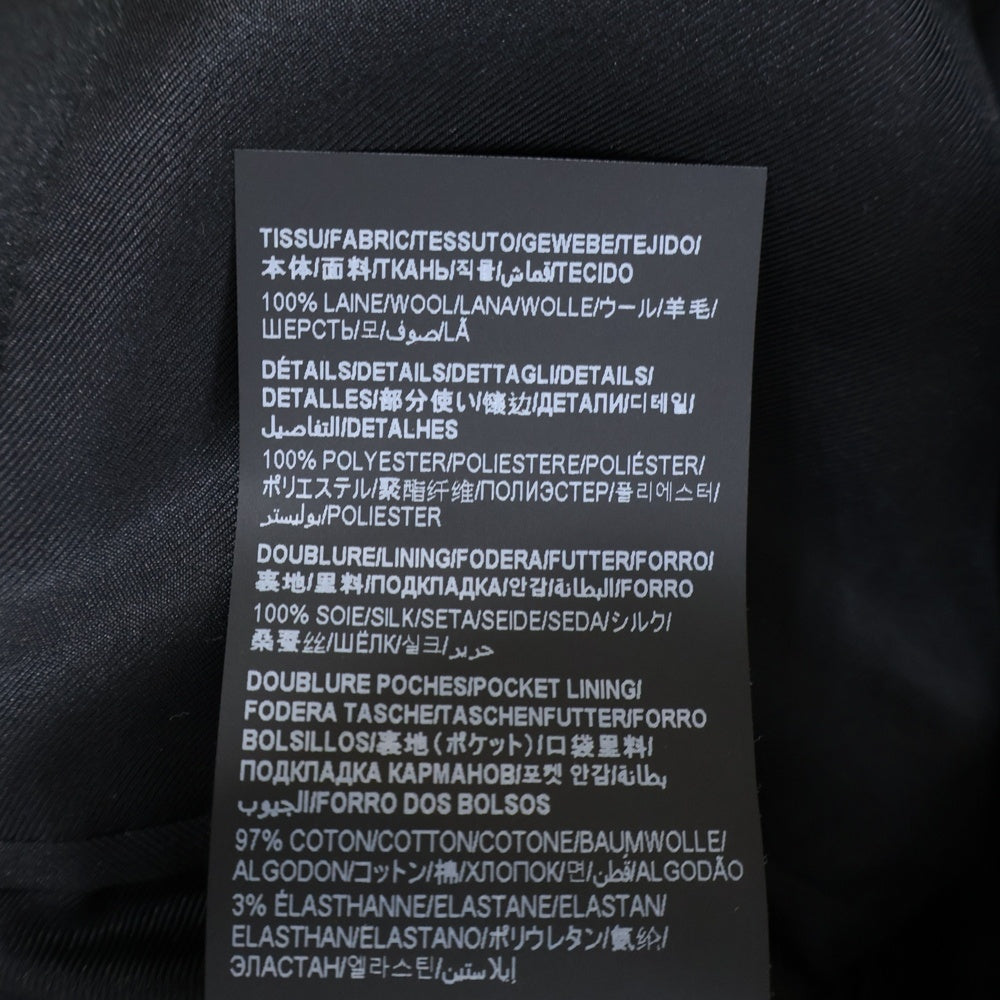 TISSU/FABRIC/TESSUTO/GEWEBE/TEJIDO/
本体/面料/ТКАНЬ/직물/قماش/TECIDO
100% LAINE/WOOL/LANA/WOLLE/ウール/羊毛/
ШЕРСТЬ/모/صوف/LÃ
DÉTAILS/DETAILS/DETTAGLI/DETAILS/
DETALLES/部分使い/镶边/ДЕТАЛИ/디테일/
التفاصيل/DETALHES
100% POLYESTER/POLIESTERE/POLIÉSTER/
ポリエステル/聚酯纤维/ПОЛИЭСТЕР/폴리에스터/
بوليستر/POLIESTER
DOUBLURE/LINING/FODERA/FUTTER/FORRO/
裏地/里料/ПОДКЛАДКА/안감/البطانة/FORRO
100% SOIE/SILK/SETA/SEIDE/SEDA/シルク/
桑蚕丝/ШЁЛК/실크/حرير
DOUBLURE POCHES/POCKET LINING/
FODERA TASCHE/TASCHENFUTTER/FORRO
BOLSILLOS/裏地(ポケット)/口袋里料/
ПОДКЛАДКА КАРМАНОВ/포켓 안감/بطانة
الجيوب/FORRO DOS BOLSOS
97% COTON/COTTON/COTONE/BAUMWOLLE/
ALGODON/コットン/棉/ХЛОПОК/면/قطن/ALGODÃO
3% ÉLASTHANNE/ELASTANE/ELASTAN/
ELASTHAN/ELASTANO/ポリウレタン/氨纶/
ЭЛАСТАН/엘라스틴/إيلاستين